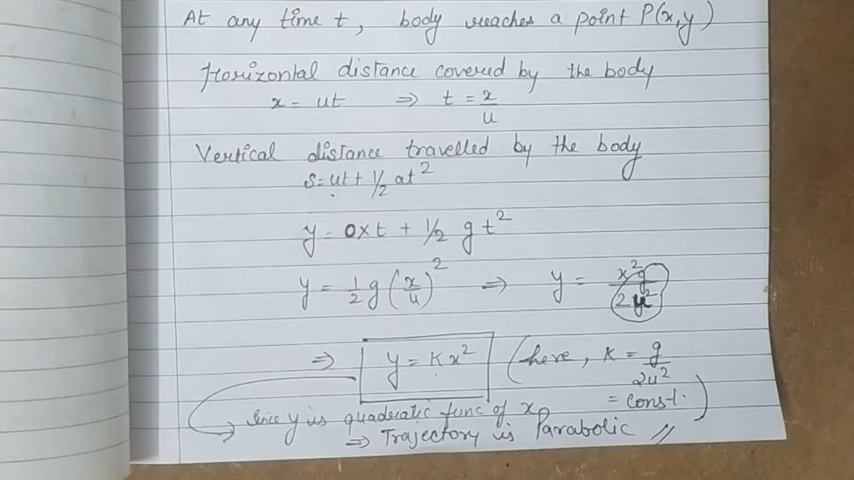 At any time t, body reaches a point P(x,y)
Horizontal distance covered by the body
x = ut ⇒ t = x/u
Vertical distance travelled by the body
s = ut + 1/2 at²
y = 0xt + 1/2 g t²
y = 1/2 g (x/u)² ⇒ y = x²g/2u²
⇒ y = Kx² (here, K = g/2u²
= const.)
Since y is quadratic func of x,
⇒ Trajectory is Parabolic //